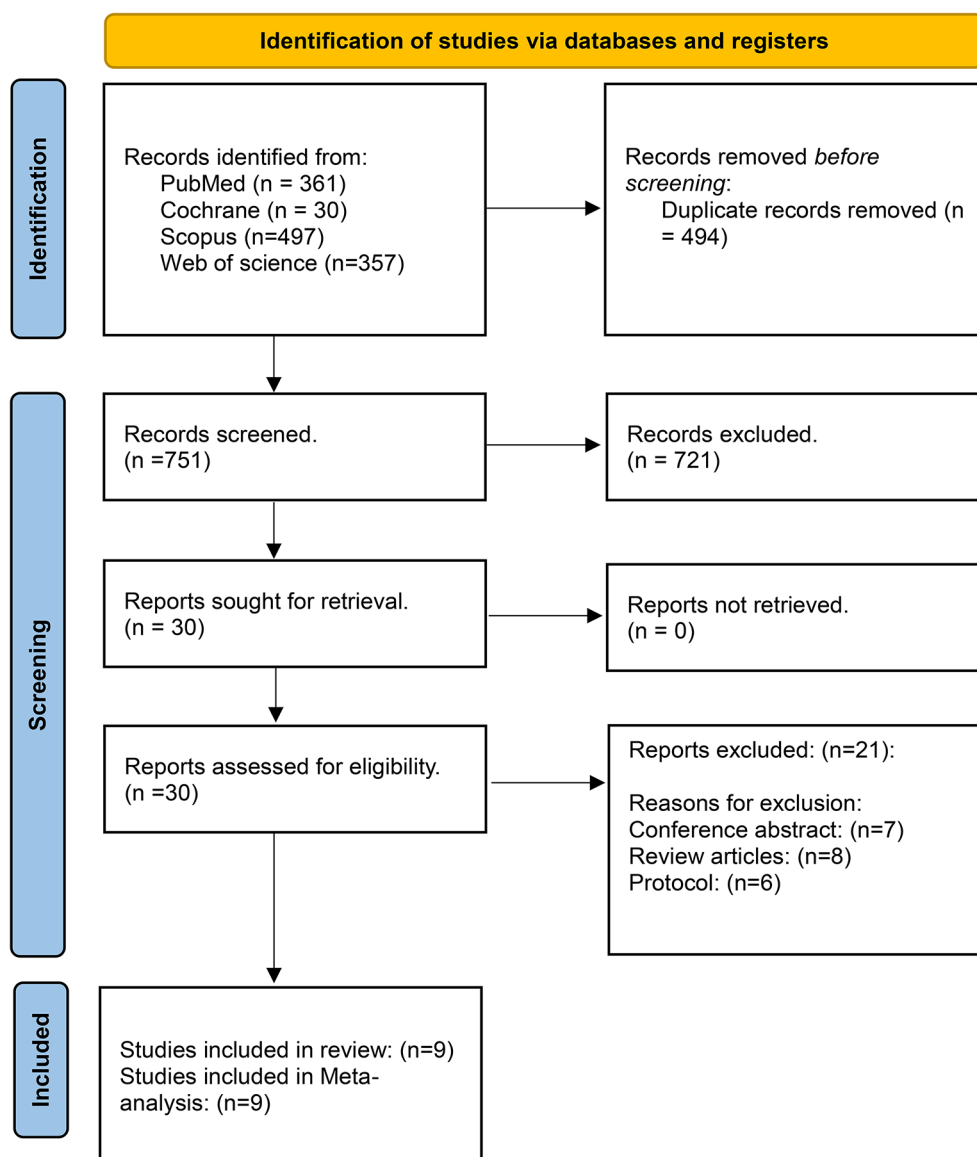 Identification of studies via databases and registers
Identification
Records identified from:
PubMed (n = 361)
Cochrane (n = 30)
Scopus (n=497)
Web of science (n=357)
Records removed before
screening:
Duplicate records removed (n
= 494)
Screening
Records screened.
(n =751)
Records excluded.
(n = 721)
Reports sought for retrieval.
(n = 30)
Reports not retrieved.
(n = 0)
Reports assessed for eligibility.
(n =30)
Reports excluded: (n=21):
Reasons for exclusion:
Conference abstract: (n=7)
Review articles: (n=8)
Protocol: (n=6)
Included
Studies included in review: (n=9)
Studies included in Meta-
analysis: (n=9)